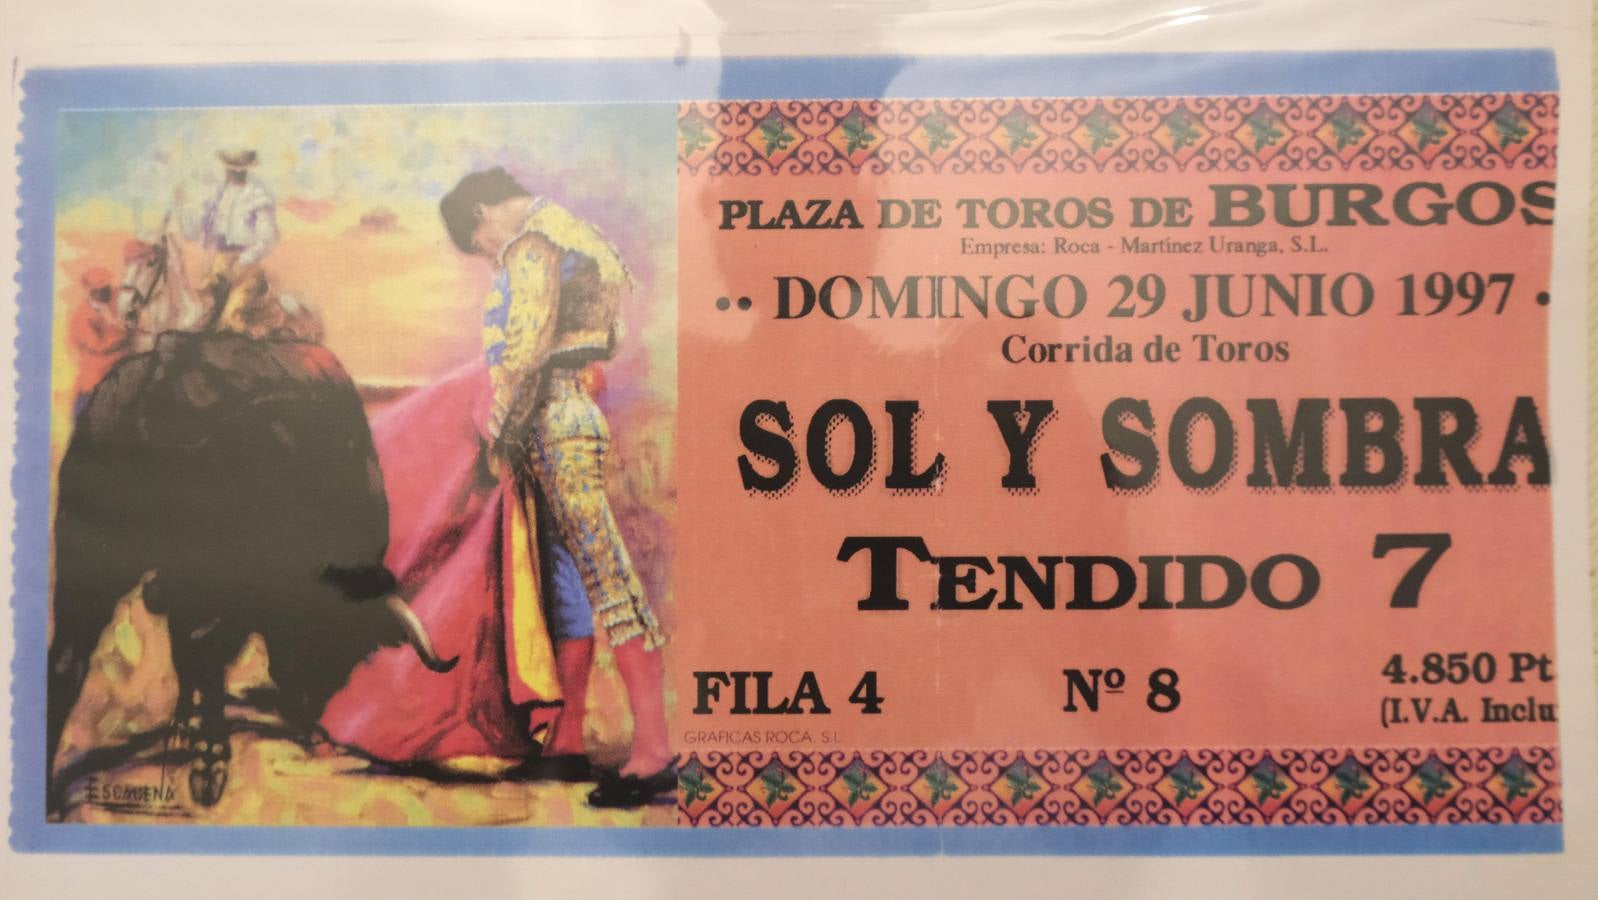 PLAZA DE TOROS DE BURGOS
Empresa: Roca - Martínez Uranga, S.L.
•• DOMINGO 29 JUNIO 1997 •
Corrida de Toros
SOL Y SOMBRA
TENDIDO 7
FILA 4 Nº 8 4.850 Pt
(I.V.A. Inclu
GRAFICAS ROCA, S.L.